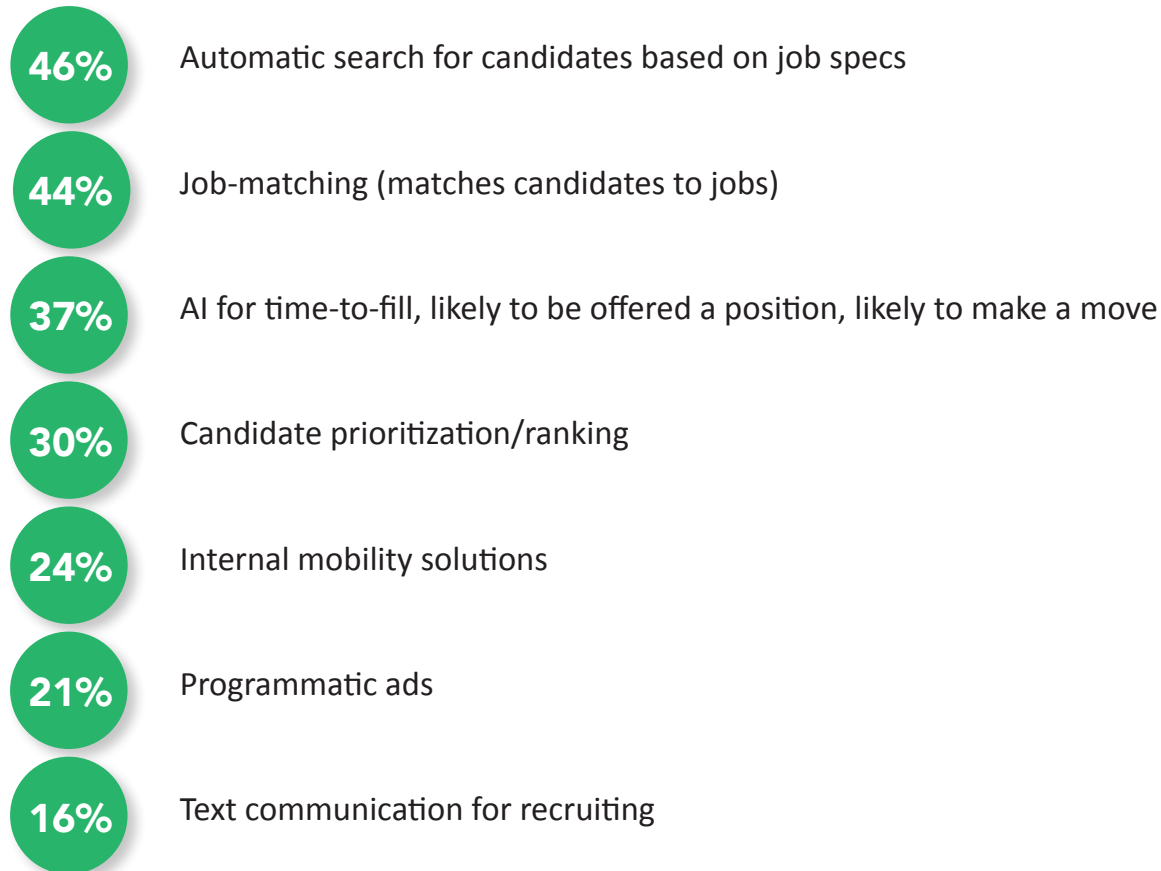 46% Automatic search for candidates based on job specs
44% Job-matching (matches candidates to jobs)
37% AI for time-to-fill, likely to be offered a position, likely to make a move
30% Candidate prioritization/ranking
24% Internal mobility solutions
21% Programmatic ads
16% Text communication for recruiting